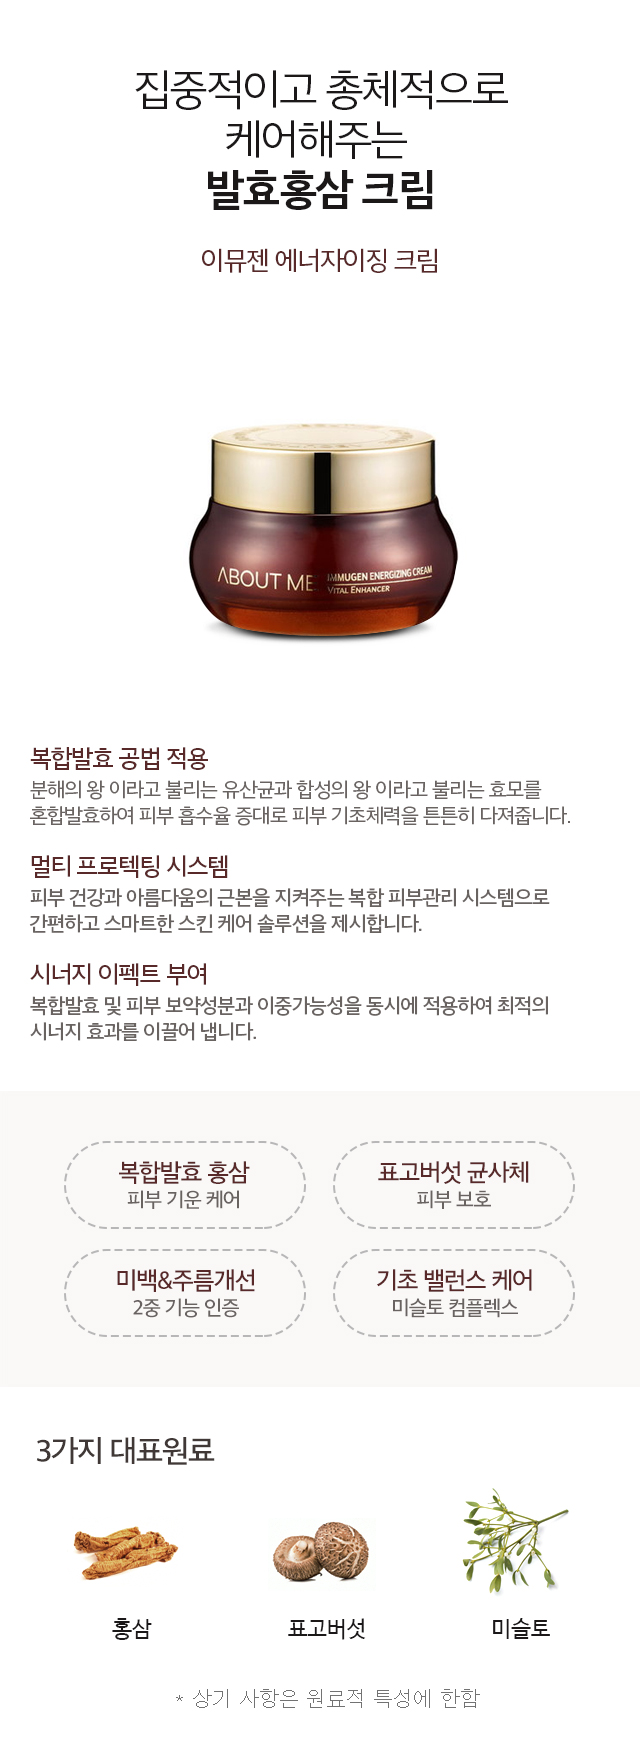 집중적이고 총체적으로
케어해주는
발효홍삼 크림
이뮤젠 에너자이징 크림
ABOUT ME IMMUGEN ENERGIZING CREAM
VITAL ENHANCER
복합발효 공법 적용
분해의 왕 이라고 불리는 유산균과 합성의 왕 이라고 불리는 효모를
혼합발효하여 피부 흡수율 증대로 피부 기초체력을 튼튼히 다져줍니다.
멀티 프로텍팅 시스템
피부 건강과 아름다움의 근본을 지켜주는 복합 피부관리 시스템으로
간편하고 스마트한 스킨 케어 솔루션을 제시합니다.
시너지 이펙트 부여
복합발효 및 피부 보약성분과 이중가능성을 동시에 적용하여 최적의
시너지 효과를 이끌어 냅니다.
복합발효 홍삼
피부 기운 케어
표고버섯 균사체
피부 보호
미백&주름개선
2중 기능 인증
기초 밸런스 케어
미슬토 컴플렉스
3가지 대표원료
홍삼
표고버섯
미슬토
* 상기 사항은 원료적 특성에 한함